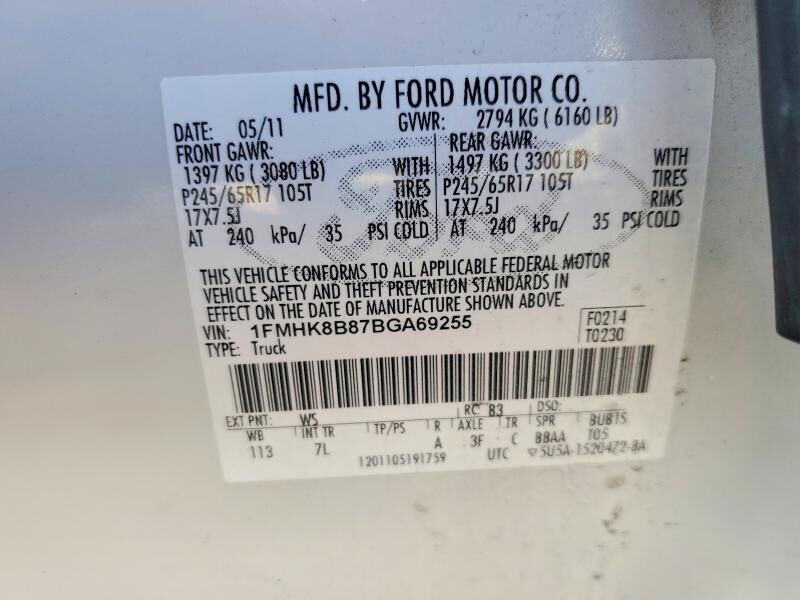 MFD. BY FORD MOTOR CO.
DATE: 05/11 GVWR: 2794 KG ( 6160 LB)
FRONT GAWR: REAR GAWR:
1397 KG ( 3080 LB) WITH 1497 KG ( 3300 LB) WITH
P245/65R17 105T TIRES P245/65R17 105T TIRES
17X7.5J RIMS 17X7.5J RIMS
AT 240 kPa/ 35 PSI COLD AT 240 kPa/ 35 PSI COLD
THIS VEHICLE CONFORMS TO ALL APPLICABLE FEDERAL MOTOR
VEHICLE SAFETY AND THEFT PREVENTION STANDARDS IN
EFFECT ON THE DATE OF MANUFACTURE SHOWN ABOVE.
VIN: 1FMHK8B87BGA69255 F0214
TYPE: Truck T0230
EXT PNT: WS RC: 83 DSO:
WB INT TR TP/PS R AXLE TR SPR BUB15
113 7L A 3F C BBAA T05
1201105191759 UTC ▽5U5A-1520472-BA